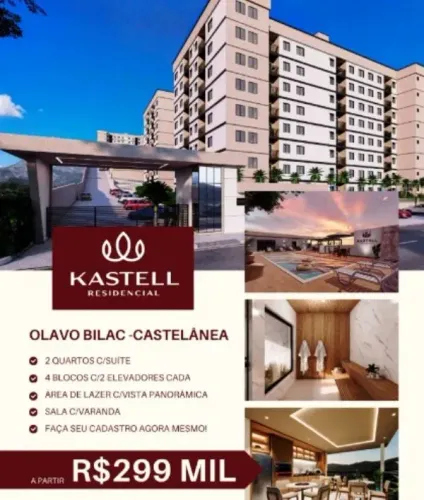 KASTELL
RESIDENCIAL
KASTELL
OLAVO BILAC -CASTELÂNEA
2 QUARTOS C/SUÍTE
4 BLOCOS C/2 ELEVADORES CADA
ÁREA DE LAZER C/VISTA PANORÂMICA
SALA C/VARANDA
FAÇA SEU CADASTRO AGORA MESMO!
A PARTIR R$299 MIL